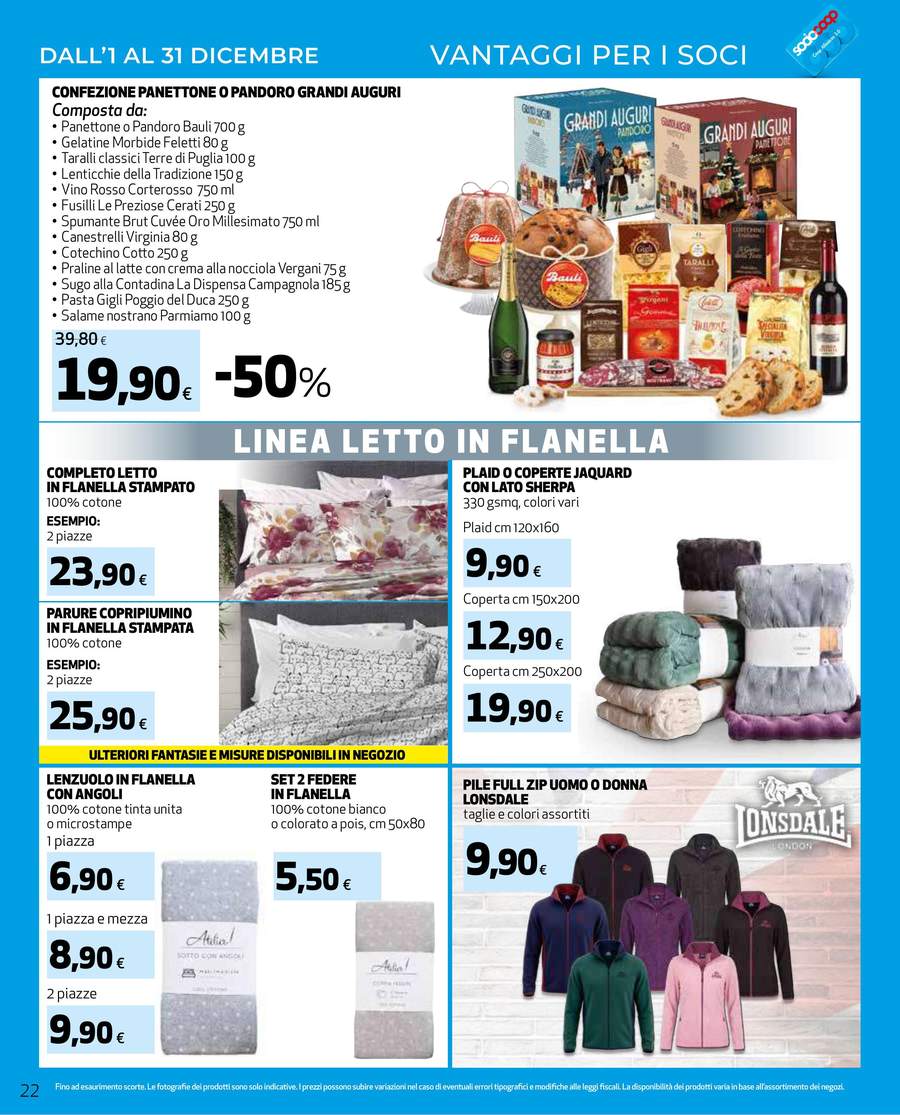 DALL'1 AL 31 DICEMBRE
VANTAGGI PER I SOCI
sociocoop
CONFEZIONE PANETTONE O PANDORO GRANDI AUGURI
Composta da:
• Panettone o Pandoro Bauli 700 g
• Gelatine Morbide Feletti 80 g
• Taralli classici Terre di Puglia 100 g
• Lenticchie della Tradizione 150 g
• Vino Rosso Corterosso 750 ml
• Fusilli Le Preziose Cerati 250 g
• Spumante Brut Cuvée Oro Millesimato 750 ml
• Canestrelli Virginia 80 g
• Cotechino Cotto 250 g
• Praline al latte con crema alla nocciola Vergani 75 g
• Sugo alla Contadina La Dispensa Campagnola 185 g
• Pasta Gigli Poggio del Duca 250 g
• Salame nostrano Parmiamo 100 g
39,80 €
19,90 €
-50%
GRANDI AUGURI
PANDORO
GRANDI AUGURI
Bauli
Bauli
Gigli
TARALLI
Vergani
LINEA LETTO IN FLANELLA
COMPLETO LETTO
IN FLANELLA STAMPATO
100% cotone
ESEMPIO:
2 piazze
23,90 €
PARURE COPRIPIUMINO
IN FLANELLA STAMPATA
100% cotone
ESEMPIO:
2 piazze
25,90 €
ULTERIORI FANTASIE E MISURE DISPONIBILI IN NEGOZIO
PLAID O COPERTE JAQUARD
CON LATO SHERPA
330 gsmq, colori vari
Plaid cm 120x160
9,90 €
Coperta cm 150x200
12,90 €
Coperta cm 250x200
19,90 €
LENZUOLO IN FLANELLA
CON ANGOLI
100% cotone tinta unita
o microstampe
1 piazza
6,90 €
1 piazza e mezza
8,90 €
2 piazze
9,90 €
Atelier!
SOTTO CON ANGOLI
SET 2 FEDERE
IN FLANELLA
100% cotone bianco
o colorato a pois, cm 50x80
5,50 €
Atelier!
PILE FULL ZIP UOMO O DONNA
LONSDALE
taglie e colori assortiti
9,90 €
LONSDALE
LONDON
22
Fino ad esaurimento scorte. Le fotografie dei prodotti sono solo indicative. I prezzi possono subire variazioni nel caso di eventuali errori tipografici e modifiche alle leggi fiscali. La disponibilità dei prodotti varia in base all'assortimento dei negozi.